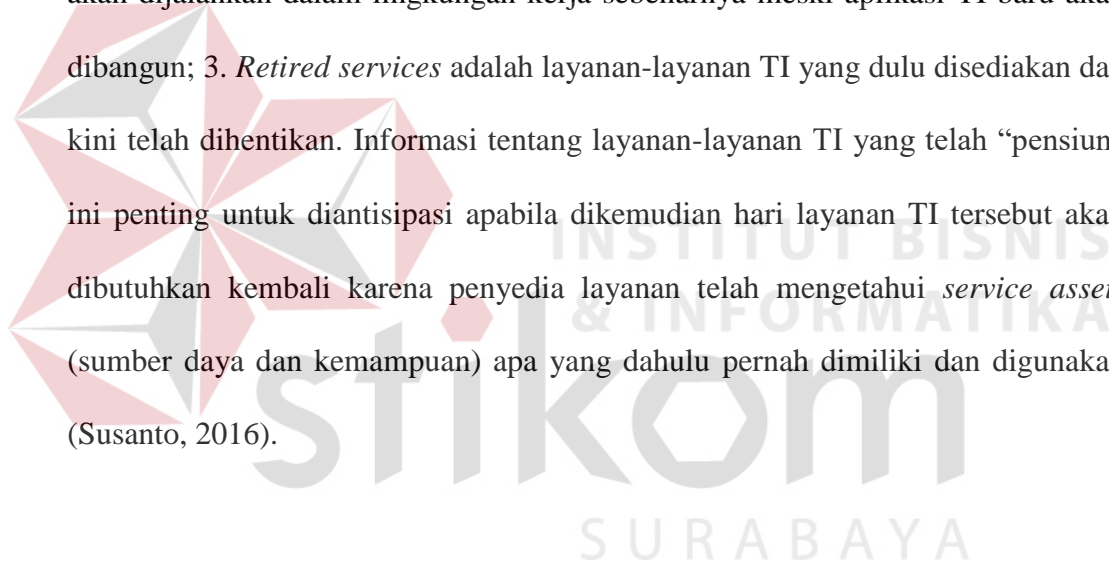 dibangun; 3. Retired services adalah layanan-layanan TI yang dulu disediakan da
kini telah dihentikan. Informasi tentang layanan-layanan TI yang telah “pensiun
ini penting untuk diantisipasi apabila dikemudian hari layanan TI tersebut aka
dibutuhkan kembali karena penyedia layanan telah mengetahui service asset
(sumber daya dan kemampuan) apa yang dahulu pernah dimiliki dan digunaka
(Susanto, 2016).
INSTITUT BISNIS
& INFORMATIKA
stikom
SURABAYA